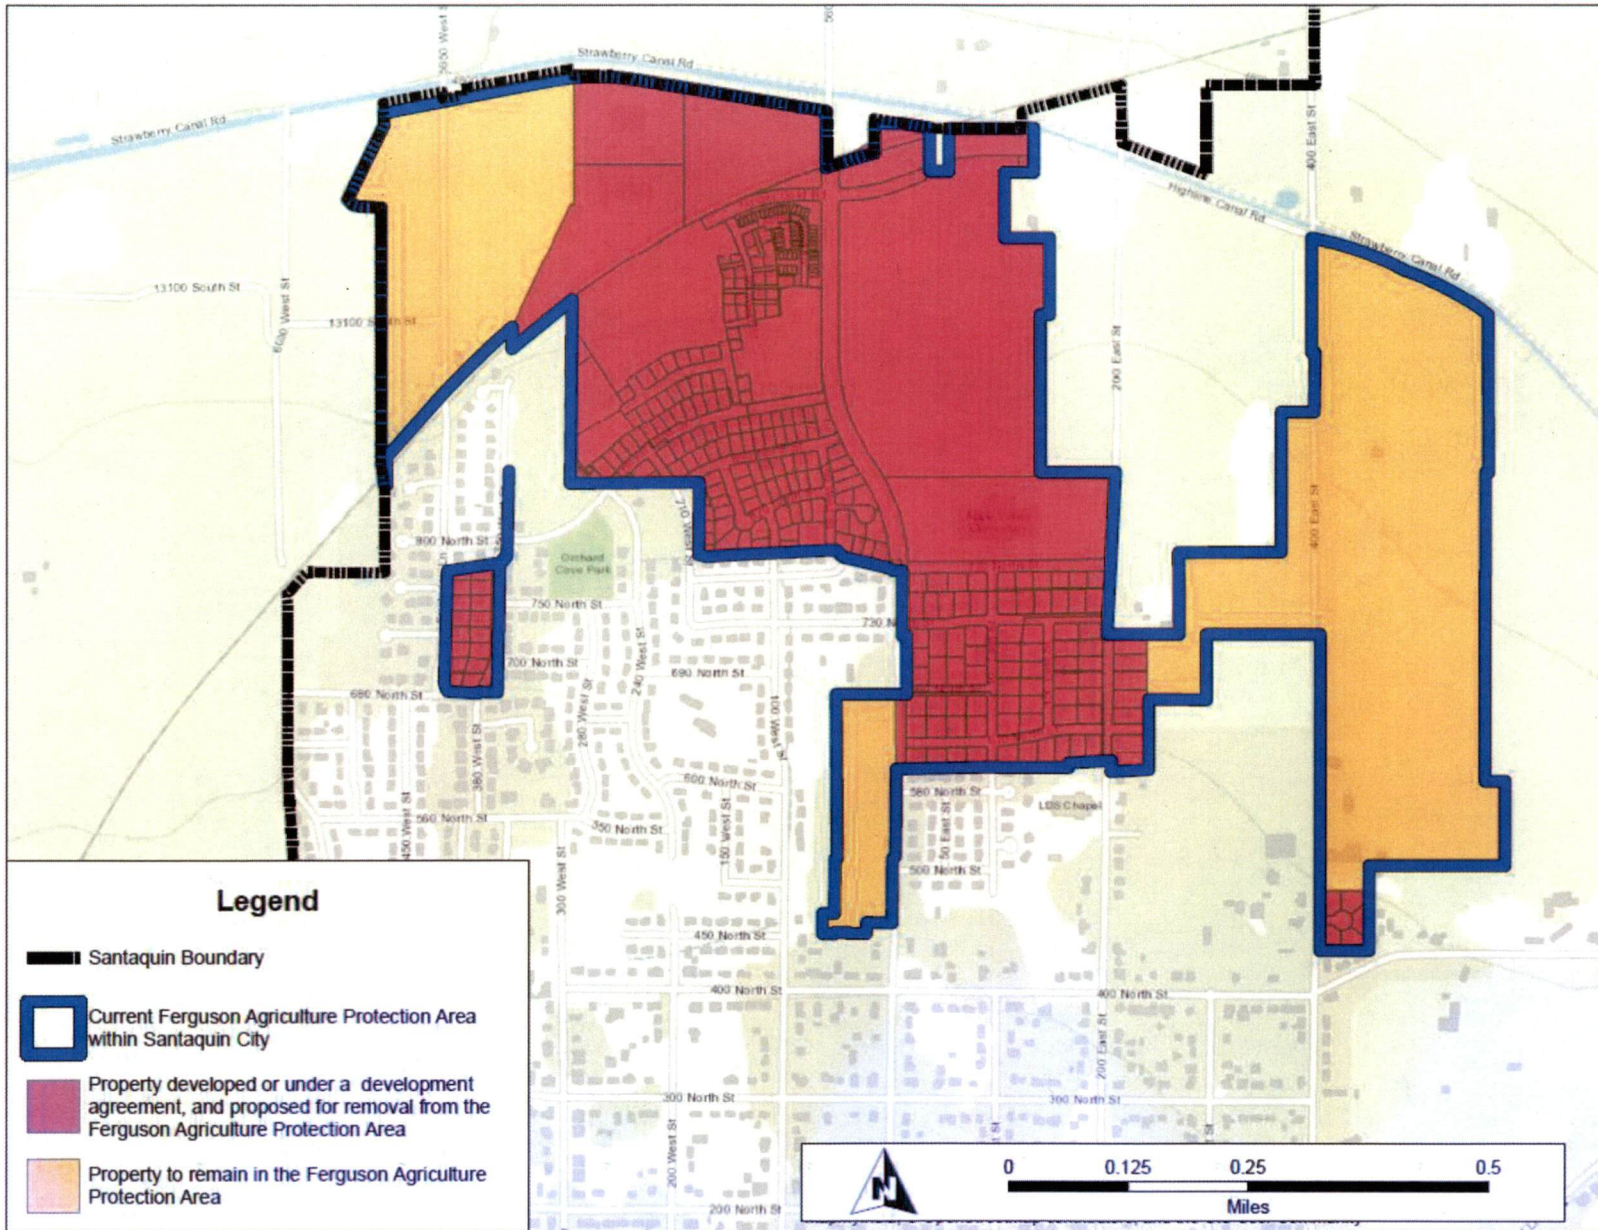 5650 West St
Strawberry Canal Rd
Strawberry Canal Rd
400 East St
Highline Canal Rd
Strawberry Canal Rd
13100 South St
6000 West St
13100 South St
200 East St
400 East St
800 North St
Orchard
Cove Park
750 North St
730 N
700 North St
240 West St
690 North St
680 North St
280 West St
100 West St
380 West St
600 North St
580 North St
LDS Chapel
560 North St
350 North St
450 West St
150 West St
50 East St
500 North St
300 West St
450 North St
400 North St
400 North St
200 East St
300 North St
300 North St
200 West St
200 North St
Legend
Santaquin Boundary
Current Ferguson Agriculture Protection Area
within Santaquin City
Property developed or under a development
agreement, and proposed for removal from the
Ferguson Agriculture Protection Area
Property to remain in the Ferguson Agriculture
Protection Area
N
0 0.125 0.25 0.5
Miles